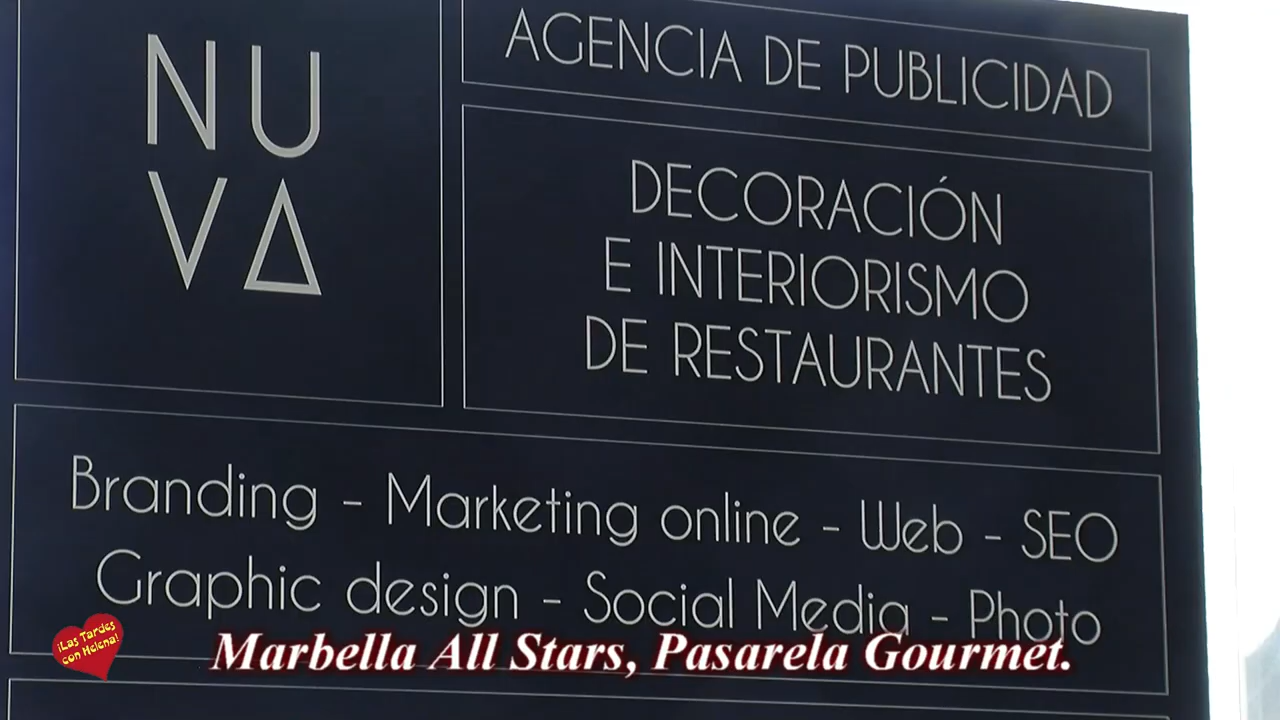 NU
VA
AGENCIA DE PUBLICIDAD
DECORACIÓN
E INTERIORISMO
DE RESTAURANTES
Branding - Marketing online - Web - SEO
Graphic design - Social Media - Photo
¡Las Tardes
con Helena!
Marbella All Stars, Pasarela Gourmet.